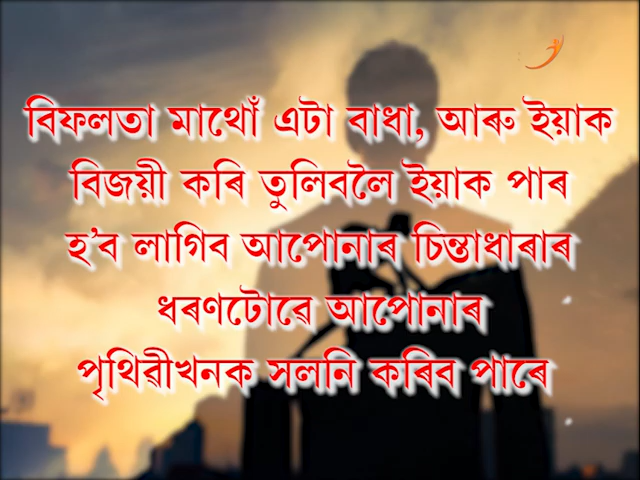 বিফলতা মাথোঁ এটা বাধা, আৰু ইয়াক
বিজয়ী কৰি তুলিবলৈ ইয়াক পাৰ
হ'ব লাগিব আপোনাৰ চিন্তাধাৰাৰ
ধৰণটোৱে আপোনাৰ
পৃথিৱীখনক সলনি কৰিব পাৰে